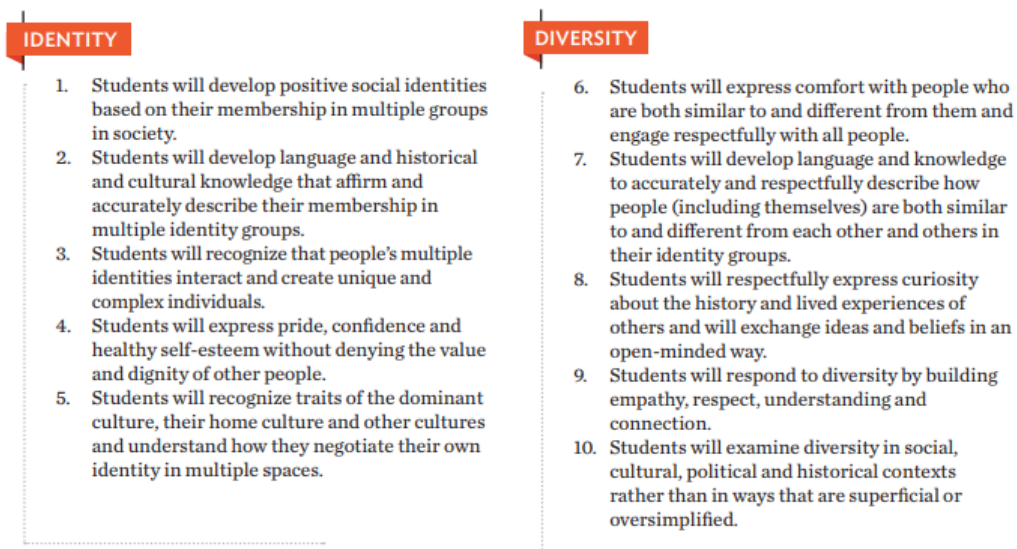 IDENTITY
1. Students will develop positive social identities
based on their membership in multiple groups
in society.
2. Students will develop language and historical
and cultural knowledge that affirm and
accurately describe their membership in
multiple identity groups.
3. Students will recognize that people’s multiple
identities interact and create unique and
complex individuals.
4. Students will express pride, confidence and
healthy self-esteem without denying the value
and dignity of other people.
5. Students will recognize traits of the dominant
culture, their home culture and other cultures
and understand how they negotiate their own
identity in multiple spaces.
DIVERSITY
6. Students will express comfort with people who
are both similar to and different from them and
engage respectfully with all people.
7. Students will develop language and knowledge
to accurately and respectfully describe how
people (including themselves) are both similar
to and different from each other and others in
their identity groups.
8. Students will respectfully express curiosity
about the history and lived experiences of
others and will exchange ideas and beliefs in an
open-minded way.
9. Students will respond to diversity by building
empathy, respect, understanding and
connection.
10. Students will examine diversity in social,
cultural, political and historical contexts
rather than in ways that are superficial or
oversimplified.